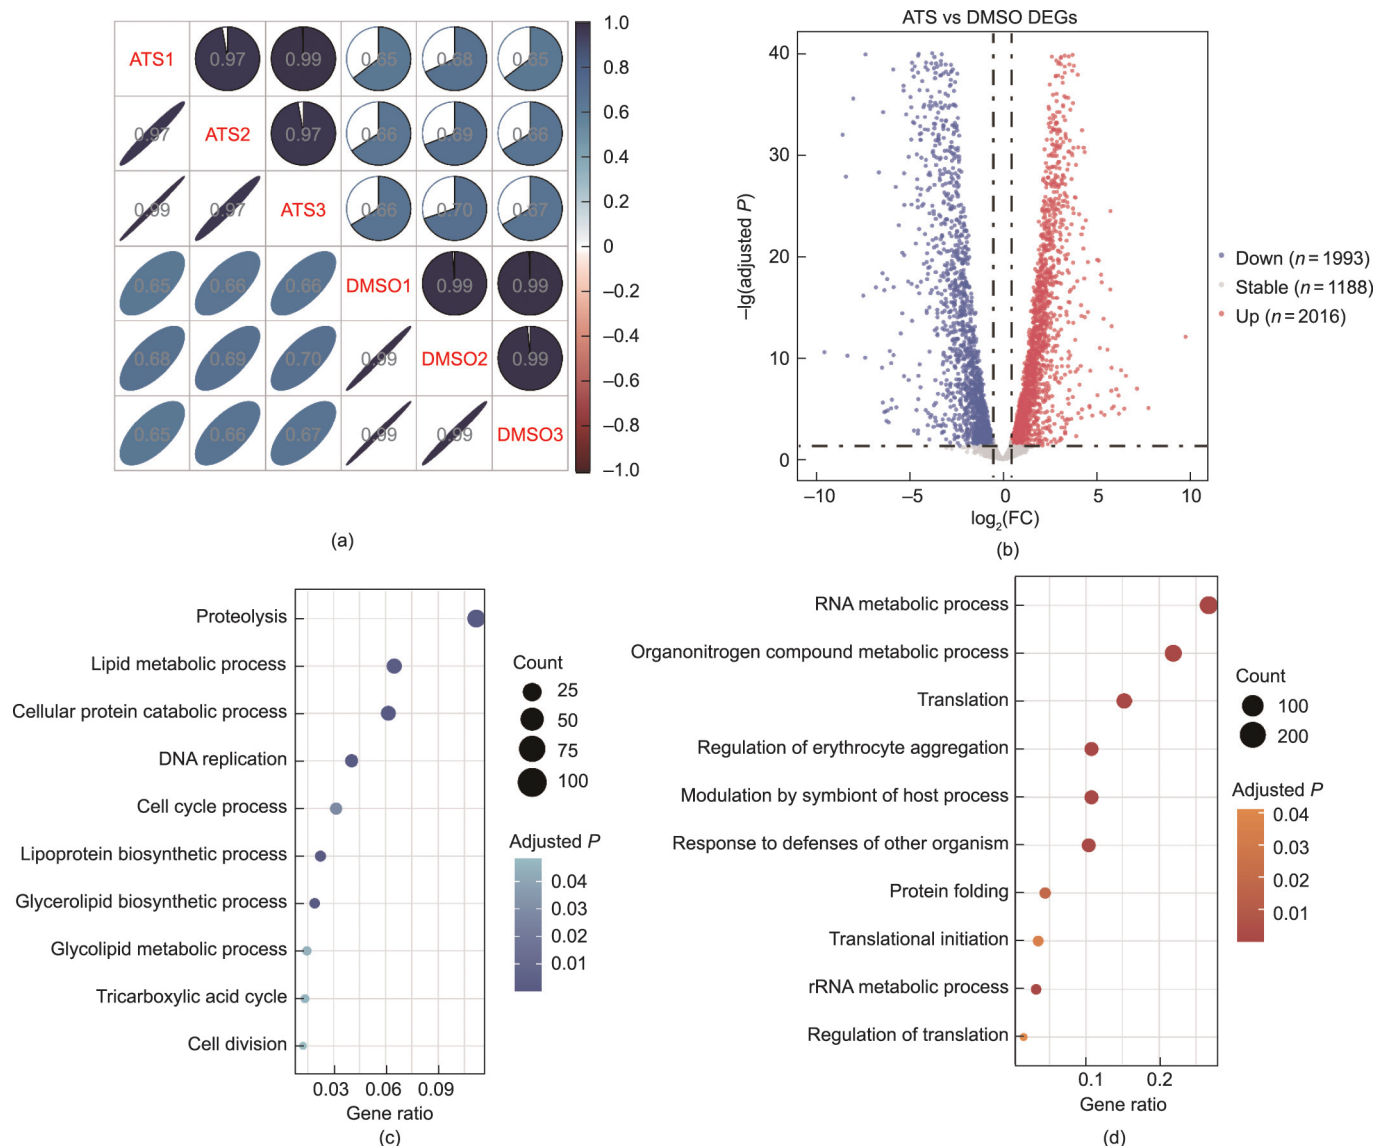 ATS1 0.97 0.99 0.65 0.68 0.65
0.97 ATS2 0.97 0.66 0.69 0.66
0.99 0.97 ATS3 0.66 0.70 0.67
0.65 0.66 0.66 DMSO1 0.99 0.99
0.68 0.69 0.70 0.99 DMSO2 0.99
0.65 0.66 0.67 0.99 0.99 DMSO3
1.0
0.8
0.6
0.4
0.2
0
–0.2
–0.4
–0.6
–0.8
–1.0
(a)
ATS vs DMSO DEGs
–lg(adjusted P)
40
30
20
10
0
–10 –5 0 5 10
log₂(FC)
Down (n = 1993)
Stable (n = 1188)
Up (n = 2016)
(b)
Proteolysis
Lipid metabolic process
Cellular protein catabolic process
DNA replication
Cell cycle process
Lipoprotein biosynthetic process
Glycerolipid biosynthetic process
Glycolipid metabolic process
Tricarboxylic acid cycle
Cell division
0.03 0.06 0.09
Gene ratio
Count
25
50
75
100
Adjusted P
0.04
0.03
0.02
0.01
(c)
RNA metabolic process
Organonitrogen compound metabolic process
Translation
Regulation of erythrocyte aggregation
Modulation by symbiont of host process
Response to defenses of other organism
Protein folding
Translational initiation
rRNA metabolic process
Regulation of translation
0.1 0.2
Gene ratio
Count
100
200
Adjusted P
0.04
0.03
0.02
0.01
(d)